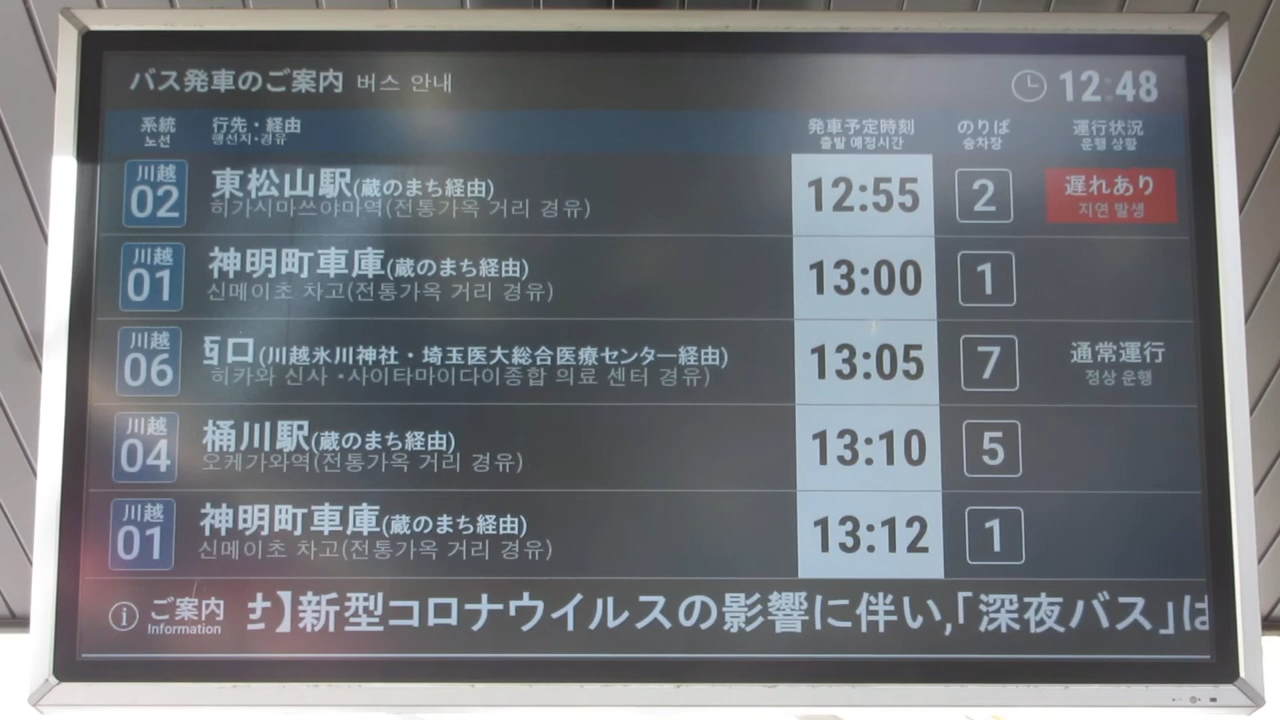 バス発車のご案内 버스 안내 12:48
系統 行先・経由 発車予定時刻 のりば 運行状況
노선 행선지・경유 출발 예정시간 승차장 운행 상황
川越 02 東松山駅(蔵のまち経由) 12:55 2 遅れあり
히가시마쓰야마역(전통가옥 거리 경유) 지연 발생
川越 01 神明町車庫(蔵のまち経由) 13:00 1
신메이초 차고(전통가옥 거리 경유)
川越 06 口(川越氷川神社・埼玉医大総合医療センター経由) 13:05 7 通常運行
히카와 신사・사이타마이다이종합 의료 센터 경유) 정상 운행
川越 04 桶川駅(蔵のまち経由) 13:10 5
오케가와역(전통가옥 거리 경유)
川越 01 神明町車庫(蔵のまち経由) 13:12 1
신메이초 차고(전통가옥 거리 경유)
ご案内 Information 】新型コロナウイルスの影響に伴い,「深夜バス」は